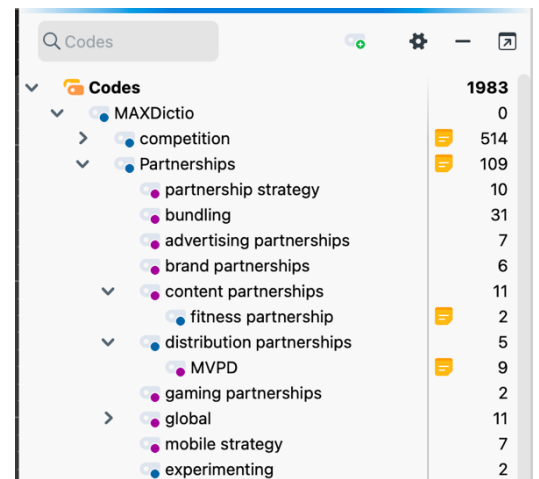 Codes
Codes 1983
MAXDictio 0
competition 514
Partnerships 109
partnership strategy 10
bundling 31
advertising partnerships 7
brand partnerships 6
content partnerships 11
fitness partnership 2
distribution partnerships 5
MVPD 9
gaming partnerships 2
global 11
mobile strategy 7
experimenting 2